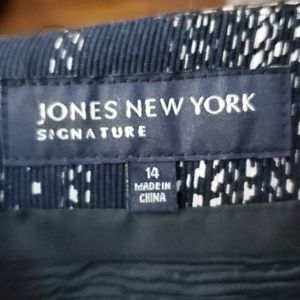 JONES NEW YORK
SIGNATURE
14
MADE IN
CHINA